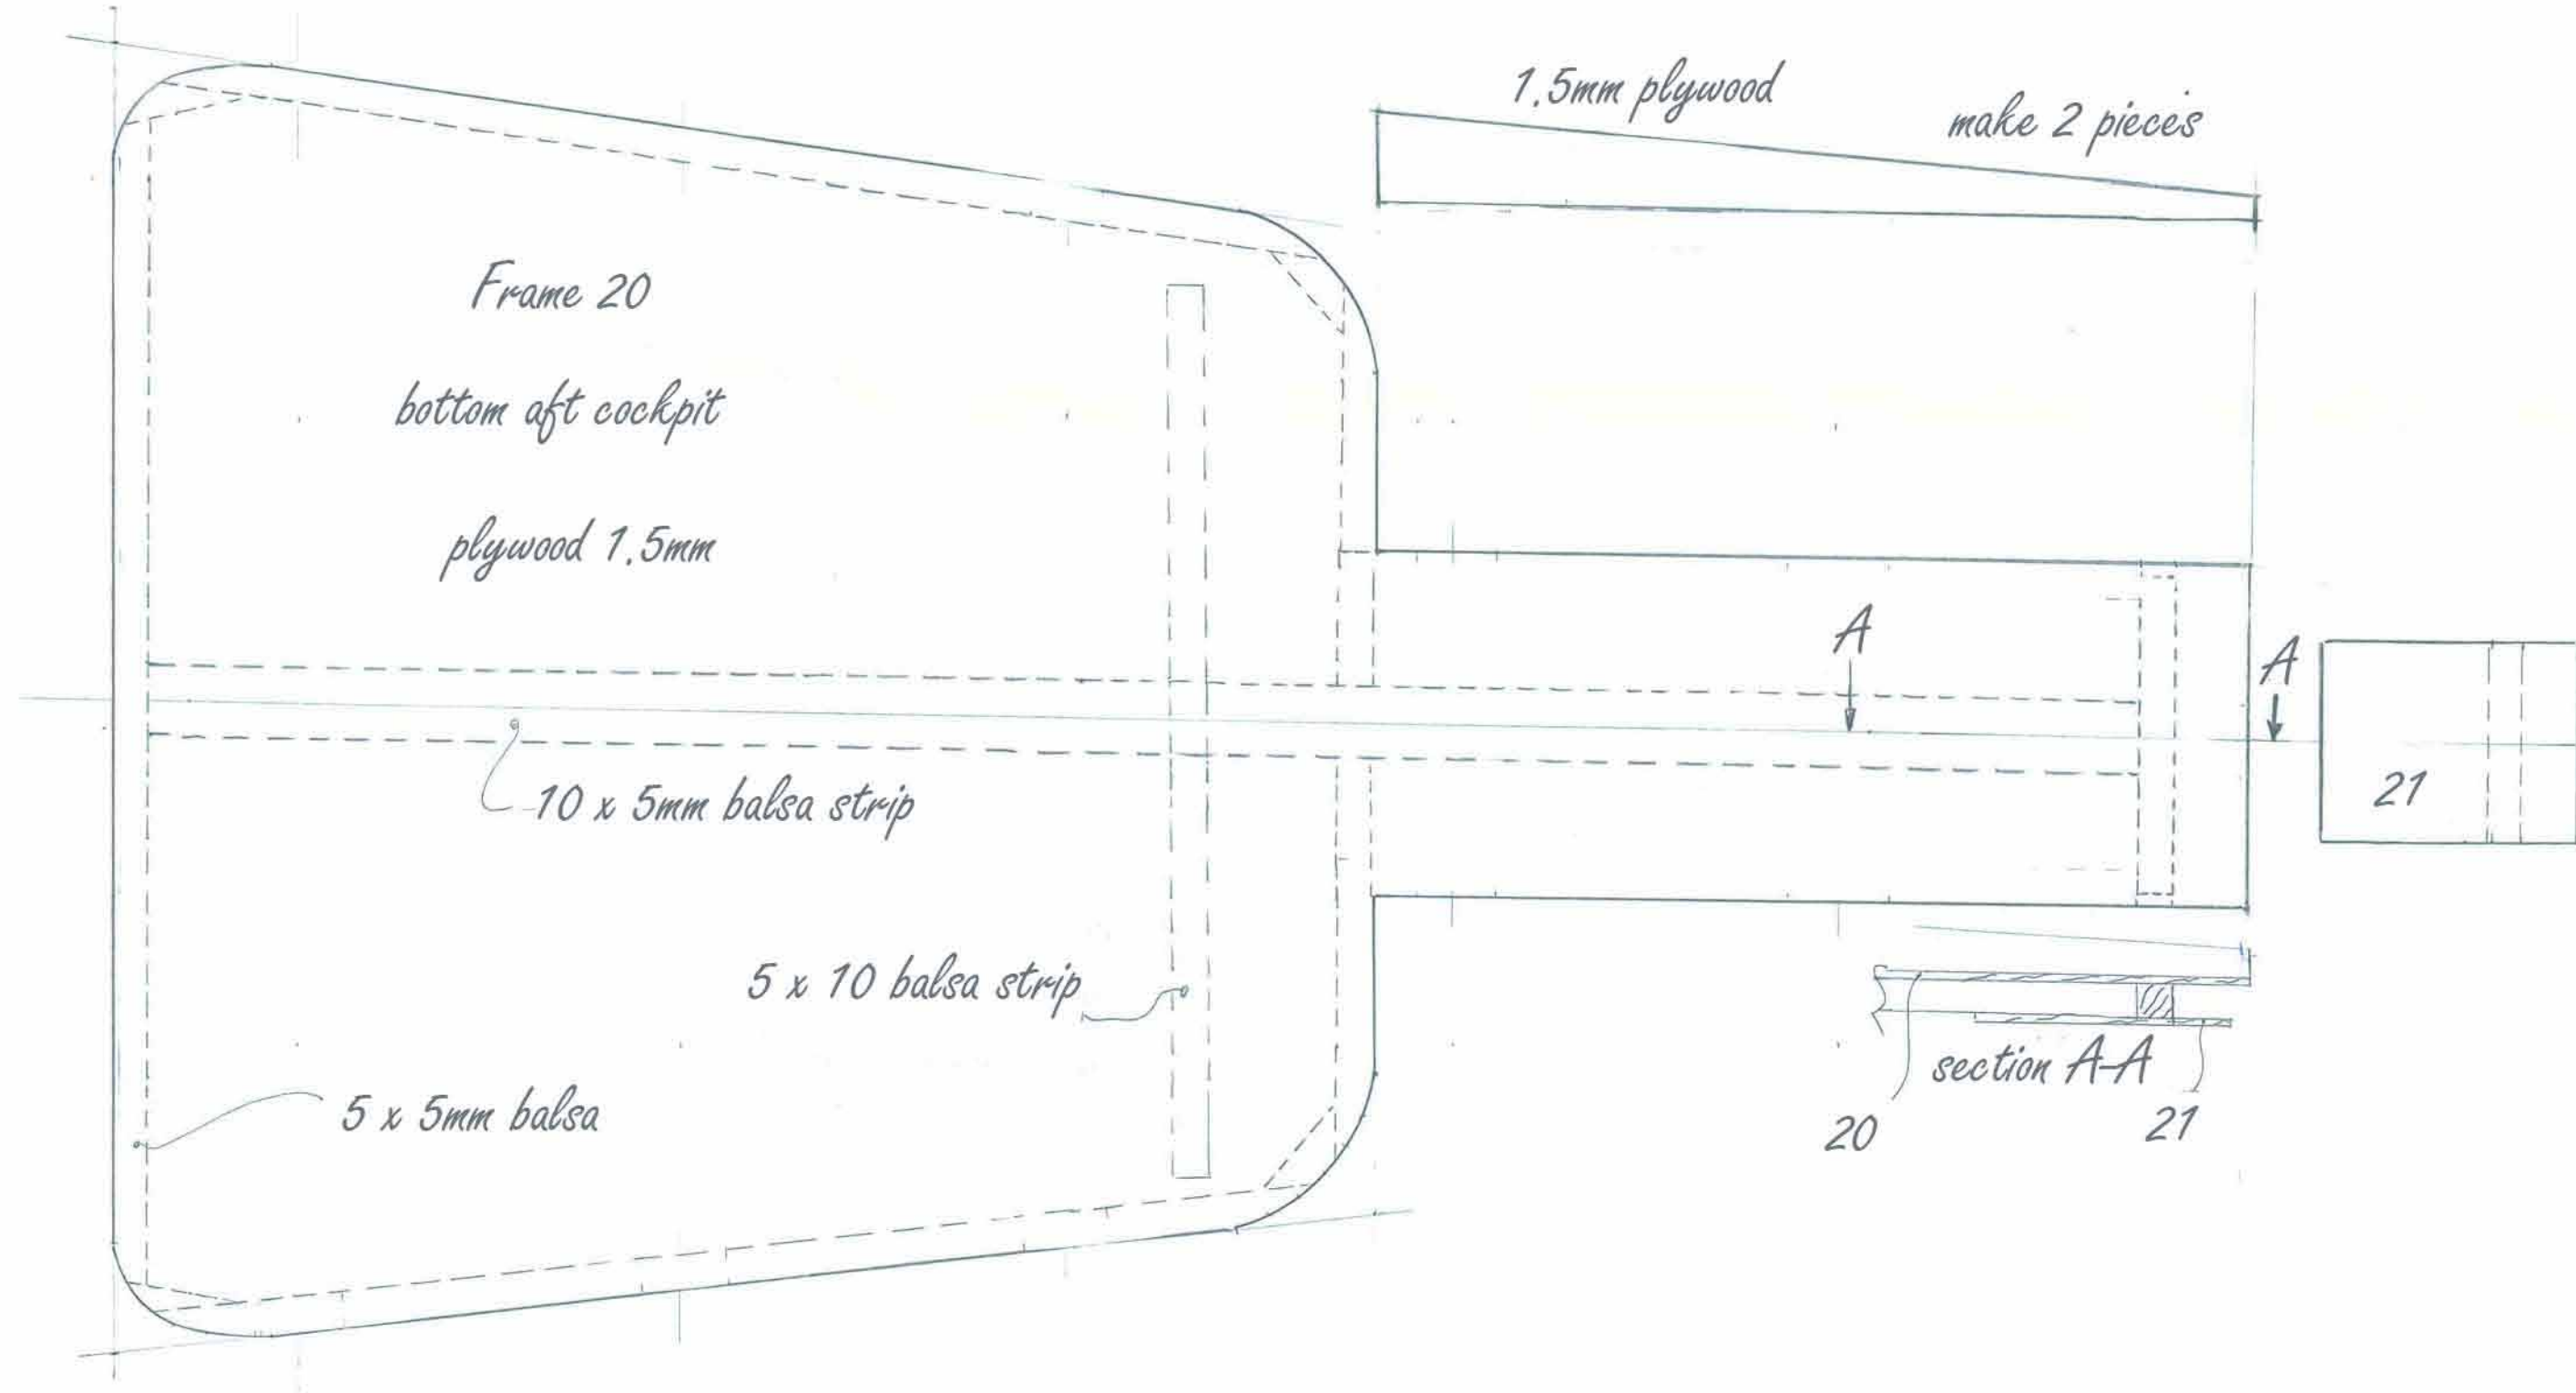 1.5mm plywood
make 2 pieces
Frame 20
bottom aft cockpit
plywood 1.5mm
A
A
10 x 5mm balsa strip
21
5 x 10 balsa strip
section A-A
5 x 5mm balsa
20
21